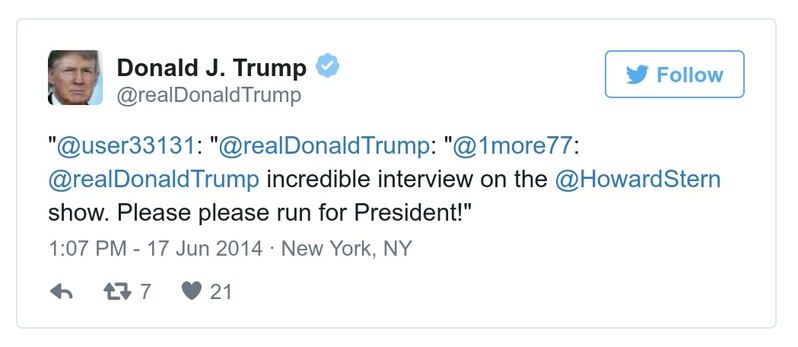 Donald J. Trump
@realDonaldTrump
Follow
"@user33131: "@realDonaldTrump: "@1more77:
@realDonaldTrump incredible interview on the @HowardStern
show. Please please run for President!"
1:07 PM - 17 Jun 2014 · New York, NY
7 21